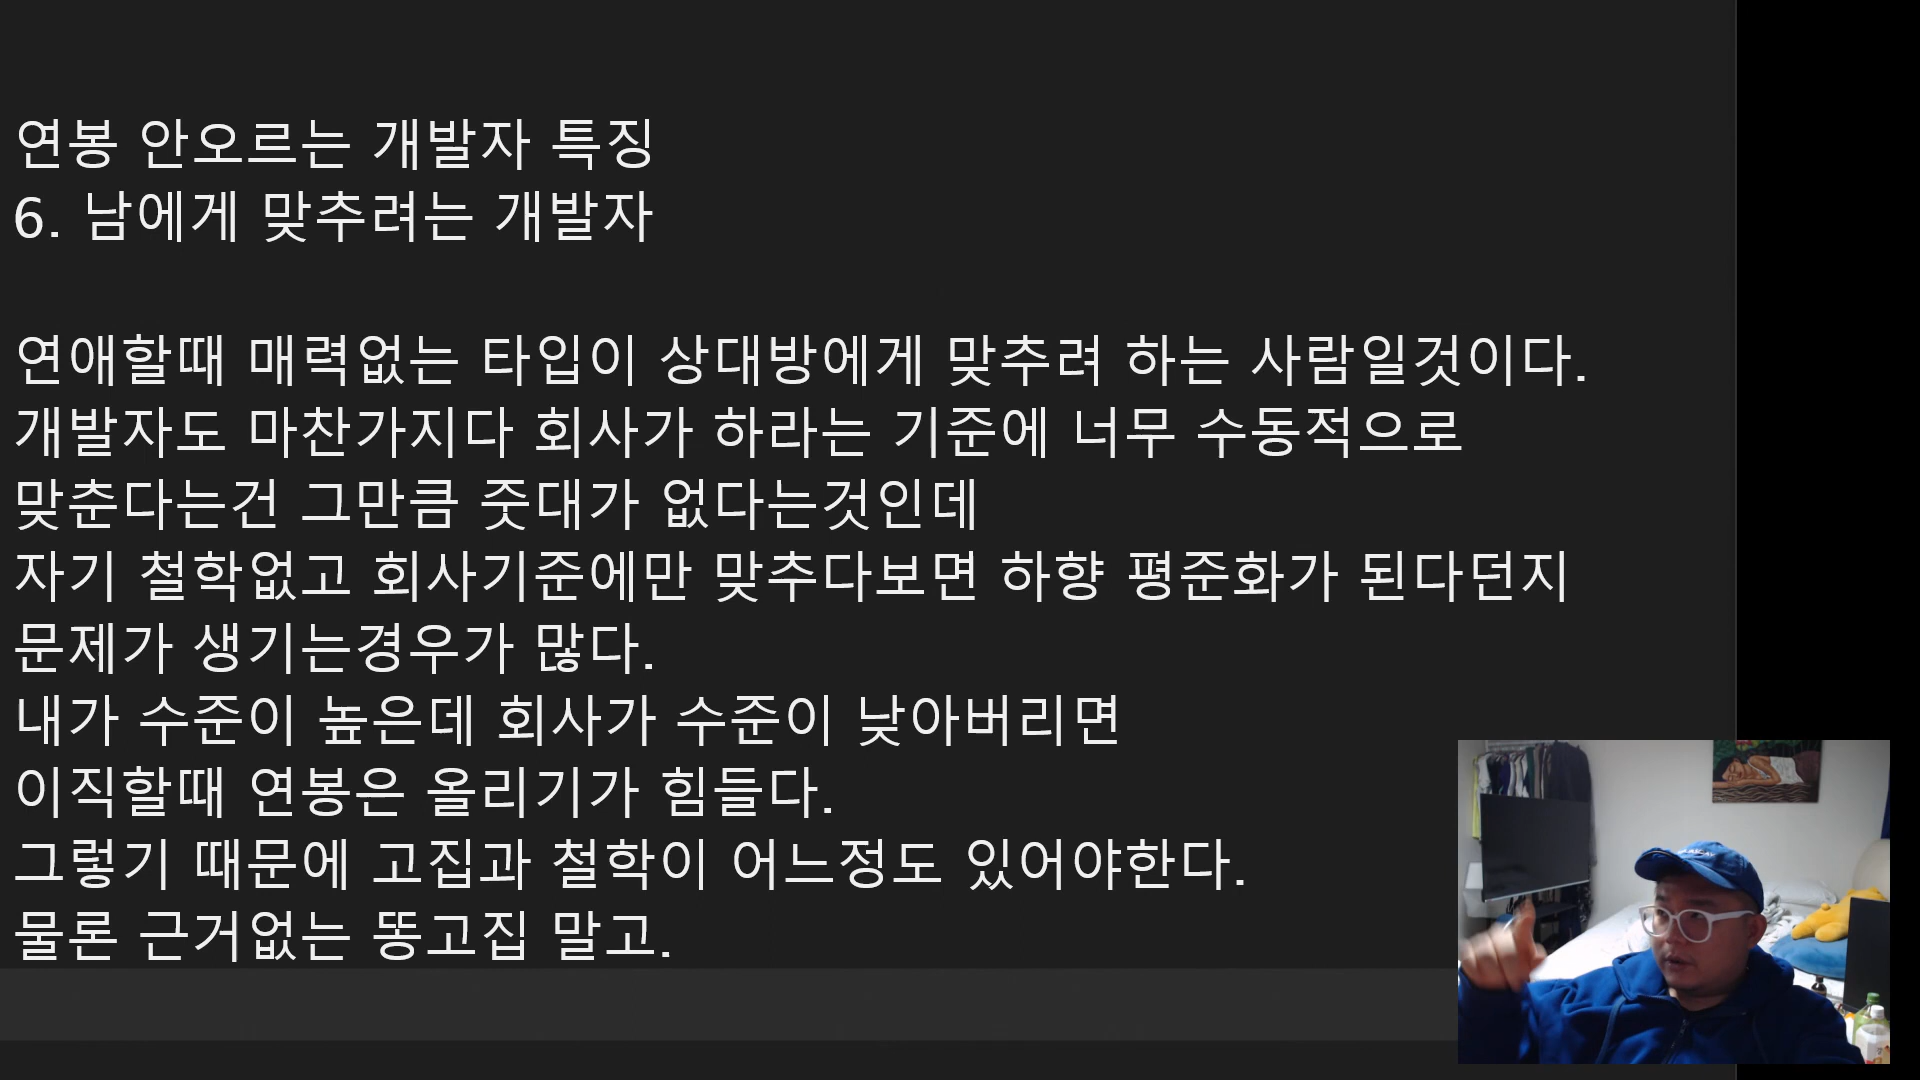 연봉 안오르는 개발자 특징
6. 남에게 맞추려는 개발자
연애할때 매력없는 타입이 상대방에게 맞추려 하는 사람일것이다.
개발자도 마찬가지다 회사가 하라는 기준에 너무 수동적으로
맞춘다는건 그만큼 줏대가 없다는것인데
자기 철학없고 회사기준에만 맞추다보면 하향 평준화가 된다던지
문제가 생기는경우가 많다.
내가 수준이 높은데 회사가 수준이 낮아버리면
이직할때 연봉은 올리기가 힘들다.
그렇기 때문에 고집과 철학이 어느정도 있어야한다.
물론 근거없는 똥고집 말고.